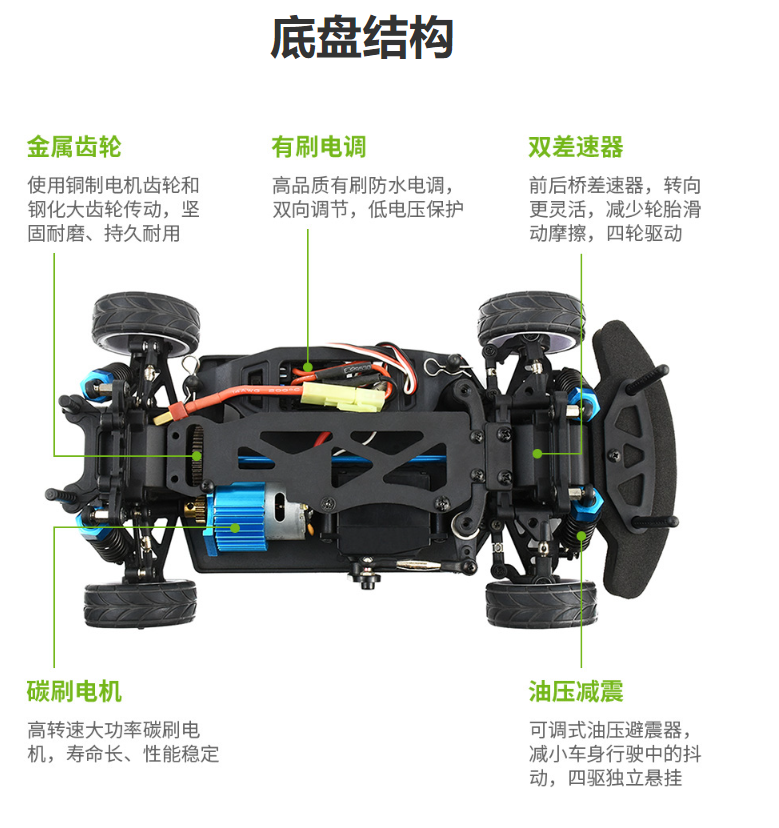 底盘结构
金属齿轮
使用铜制电机齿轮和
钢化大齿轮传动，坚
固耐磨、持久耐用
有刷电调
高品质有刷防水电调，
双向调节，低电压保护
双差速器
前后桥差速器，转向
更灵活，减少轮胎滑
动摩擦，四轮驱动
碳刷电机
高转速大功率碳刷电
机，寿命长、性能稳定
油压减震
可调式油压避震器，
减小车身行驶中的抖
动，四驱独立悬挂